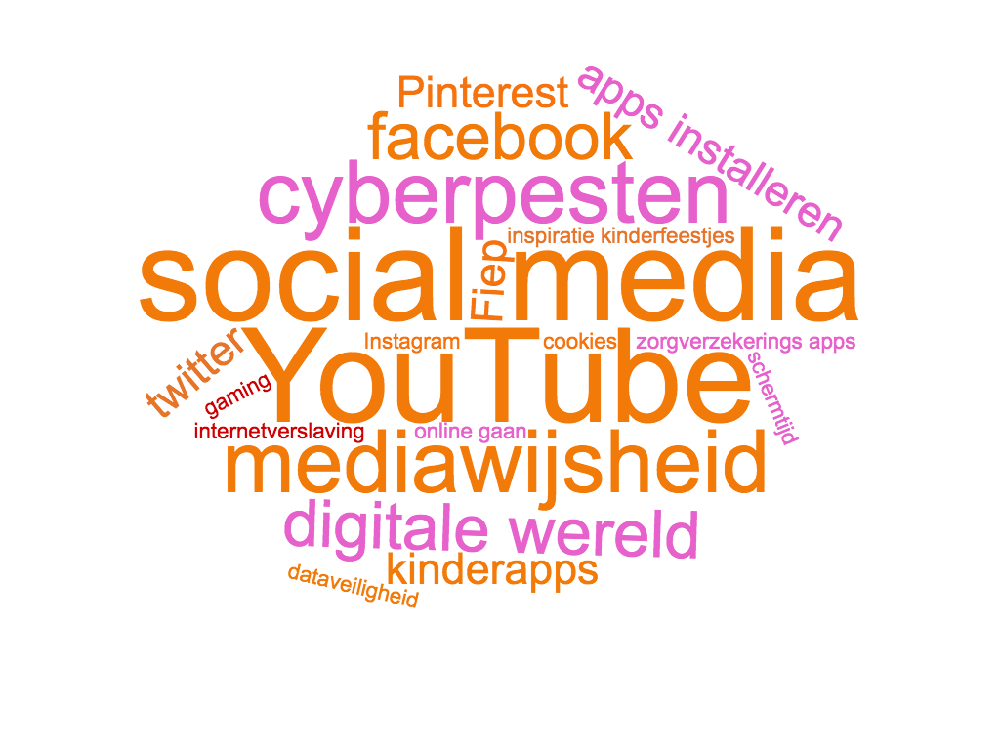 Pinterest
apps installeren
facebook
cyberpesten
inspiratie kinderfeestjes
social media
Fiep
twitter
Instagram
cookies
zorgverzekerings apps
YouTube
gaming
schermtijd
internetverslaving
online gaan
mediawijsheid
digitale wereld
kinderapps
dataveiligheid